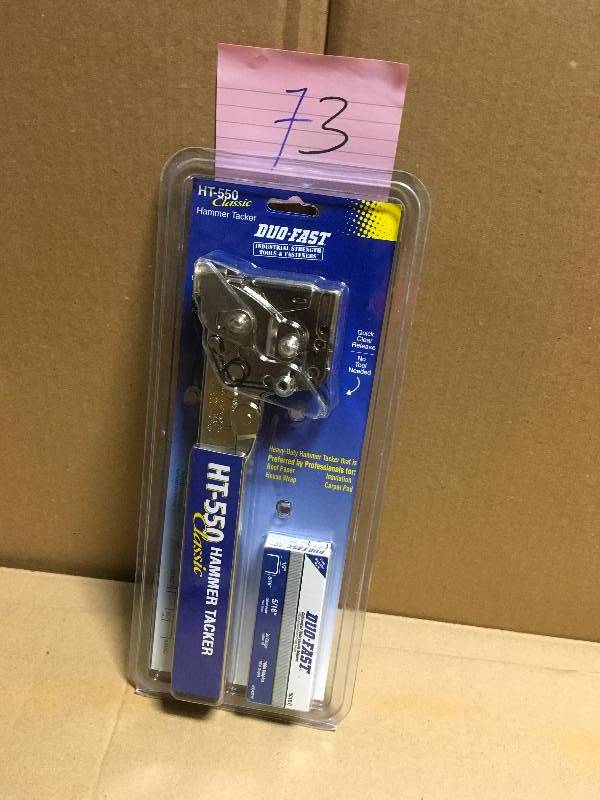 73
HT-550
Classic
Hammer Tacker
DUO-FAST
INDUSTRIAL STRENGTH
TOOLS & FASTENERS
Quick
Clear
Release
No
Tool
Needed
Heavy-Duty Hammer Tacker that is
Preferred by Professionals for:
Roof Paper Insulation
House Wrap Carpet Pad
HT-550 HAMMER TACKER
Classic
DUO-FAST
5/16"
DUO-FAST